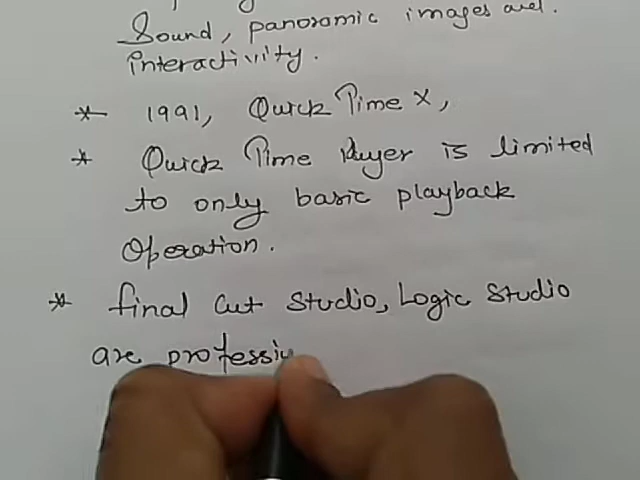 Sound, panoramic images and.
interactivity.
* 1991, Quick Time X,
* Quick Time Player is limited
to only basic playback
Operation.
* final cut studio, Logic studio
are professi